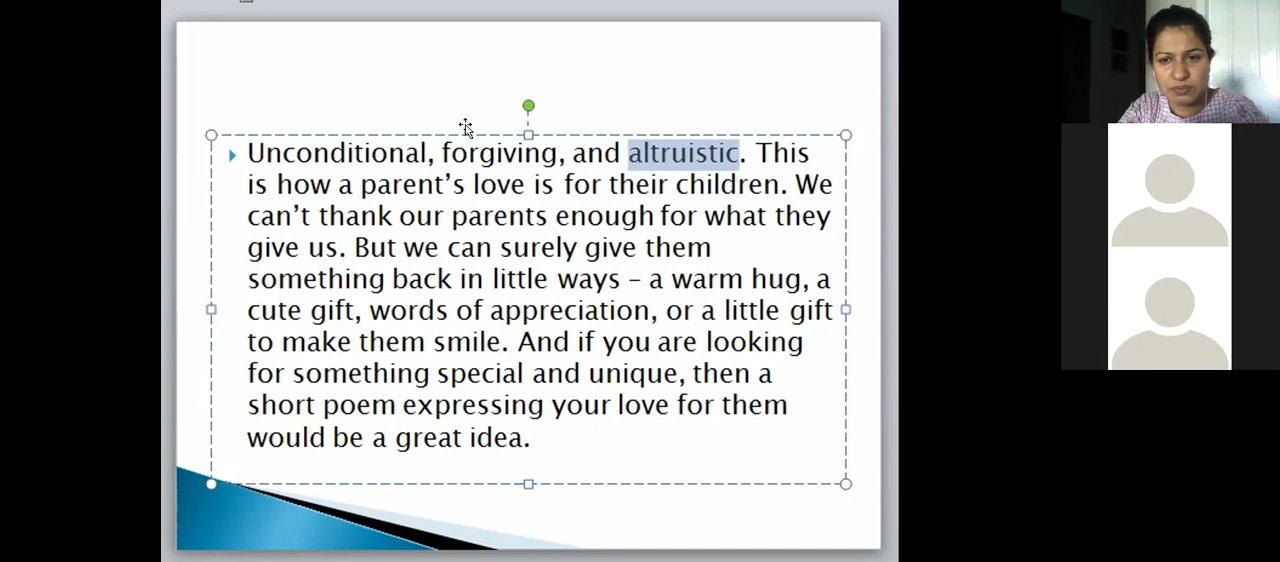 Unconditional, forgiving, and altruistic. This
is how a parent's love is for their children. We
can't thank our parents enough for what they
give us. But we can surely give them
something back in little ways – a warm hug, a
cute gift, words of appreciation, or a little gift
to make them smile. And if you are looking
for something special and unique, then a
short poem expressing your love for them
would be a great idea.